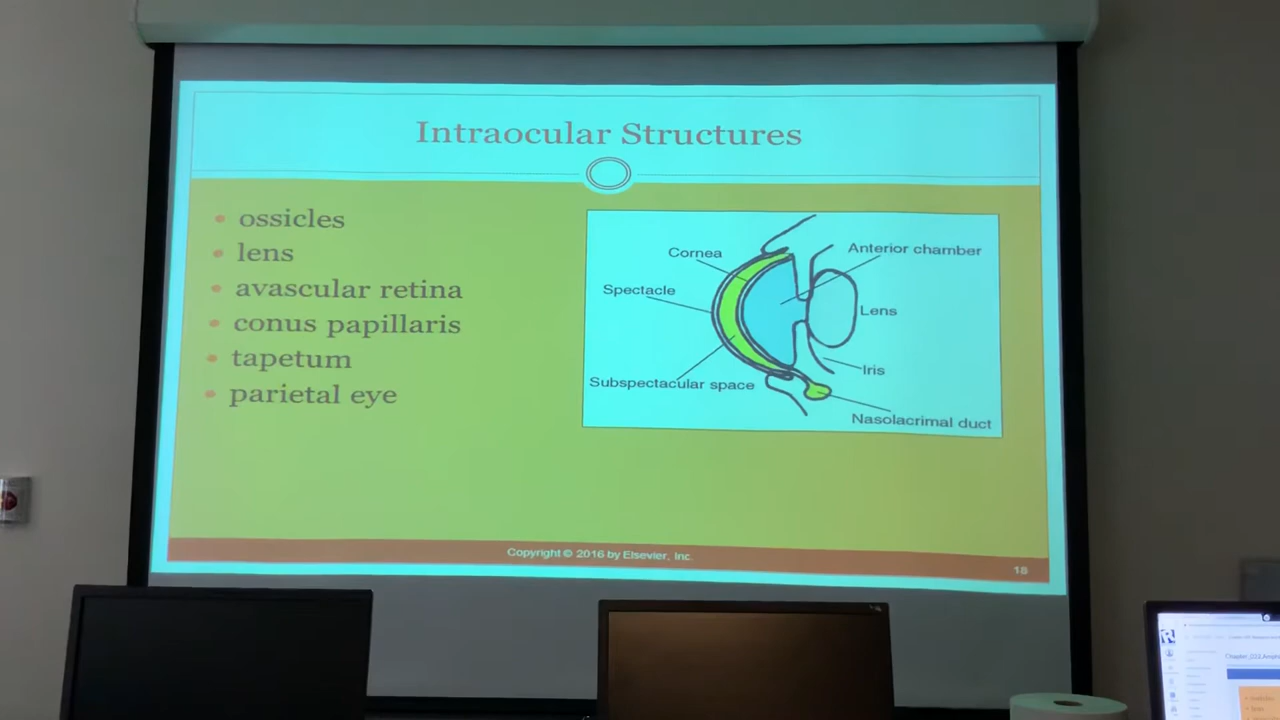 Intraocular Structures
• ossicles
• lens
• avascular retina
• conus papillaris
• tapetum
• parietal eye
Cornea
Anterior chamber
Spectacle
Lens
Iris
Subspectacular space
Nasolacrimal duct
Copyright © 2016 by Elsevier, Inc.
18